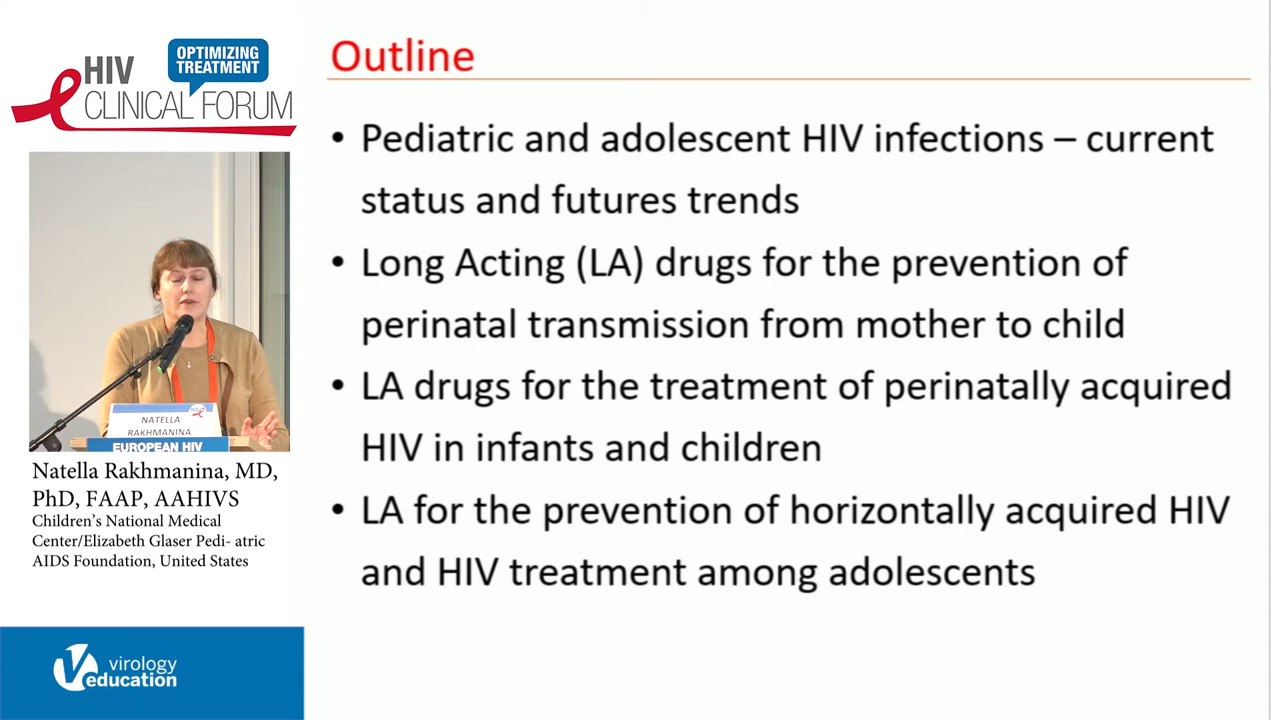 HIV
OPTIMIZING
TREATMENT
CLINICAL FORUM
NATELLA
RAKHMANINA
EUROPEAN HIV
Natella Rakhmanina, MD,
PhD, FAAP, AAHIVS
Children’s National Medical
Center/Elizabeth Glaser Pedi- atric
AIDS Foundation, United States
virology
education
Outline
• Pediatric and adolescent HIV infections – current
status and futures trends
• Long Acting (LA) drugs for the prevention of
perinatal transmission from mother to child
• LA drugs for the treatment of perinatally acquired
HIV in infants and children
• LA for the prevention of horizontally acquired HIV
and HIV treatment among adolescents